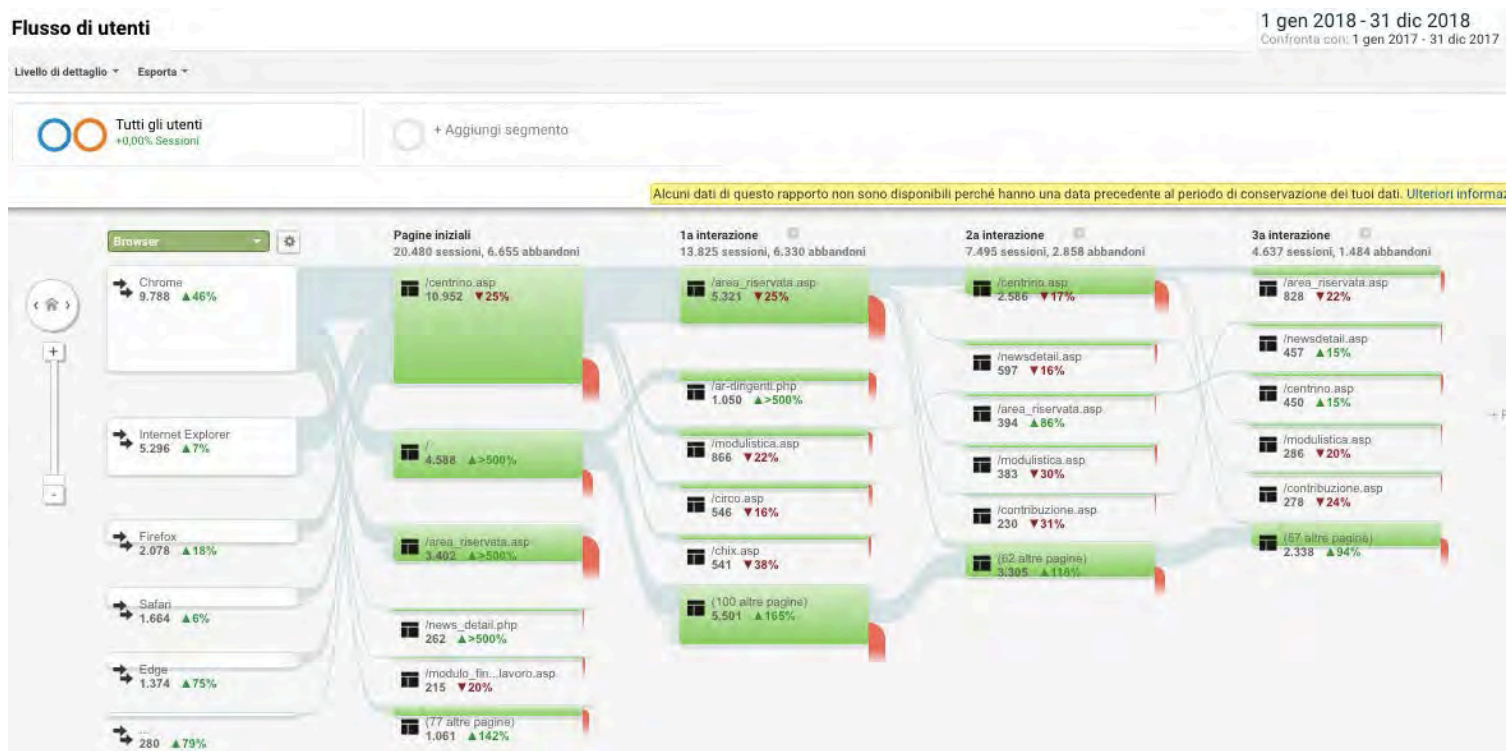 Flusso di utenti
1 gen 2018 - 31 dic 2018
Confronta con: 1 gen 2017 - 31 dic 2017
Livello di dettaglio
Esporta
Tutti gli utenti
+0,00% Sessioni
+ Aggiungi segmento
Alcuni dati di questo rapporto non sono disponibili perché hanno una data precedente al periodo di conservazione dei tuoi dati. Ulteriori informaz
Browser
Chrome
9.788 ▲46%
Internet Explorer
5.296 ▲7%
Firefox
2.078 ▲18%
Safari
1.664 ▲6%
Edge
1.374 ▲75%
...
280 ▲79%
Pagine iniziali
20.480 sessioni, 6.655 abbandoni
/centrino.asp
10.952 ▼25%
/
4.588 ▲>500%
/area_riservata.asp
3.402 ▲>500%
/news_detail.php
262 ▲>500%
/modulo_fin...lavoro.asp
215 ▼20%
(77 altre pagine)
1.061 ▲142%
1a interazione
13.825 sessioni, 6.330 abbandoni
/area_riservata.asp
5.321 ▼25%
/ar-dirigenti.php
1.050 ▲>500%
/modulistica.asp
866 ▼22%
/circo.asp
546 ▼16%
/chix.asp
541 ▼38%
(100 altre pagine)
5.501 ▲165%
2a interazione
7.495 sessioni, 2.858 abbandoni
/centrino.asp
2.586 ▼17%
/newsdetail.asp
597 ▼16%
/area_riservata.asp
394 ▲86%
/modulistica.asp
383 ▼30%
/contribuzione.asp
230 ▼31%
(62 altre pagine)
3.305 ▲118%
3a interazione
4.637 sessioni, 1.484 abbandoni
/area_riservata.asp
828 ▼22%
/newsdetail.asp
457 ▲15%
/centrino.asp
450 ▲15%
/modulistica.asp
286 ▼20%
/contribuzione.asp
278 ▼24%
(57 altre pagine)
2.338 ▲94%